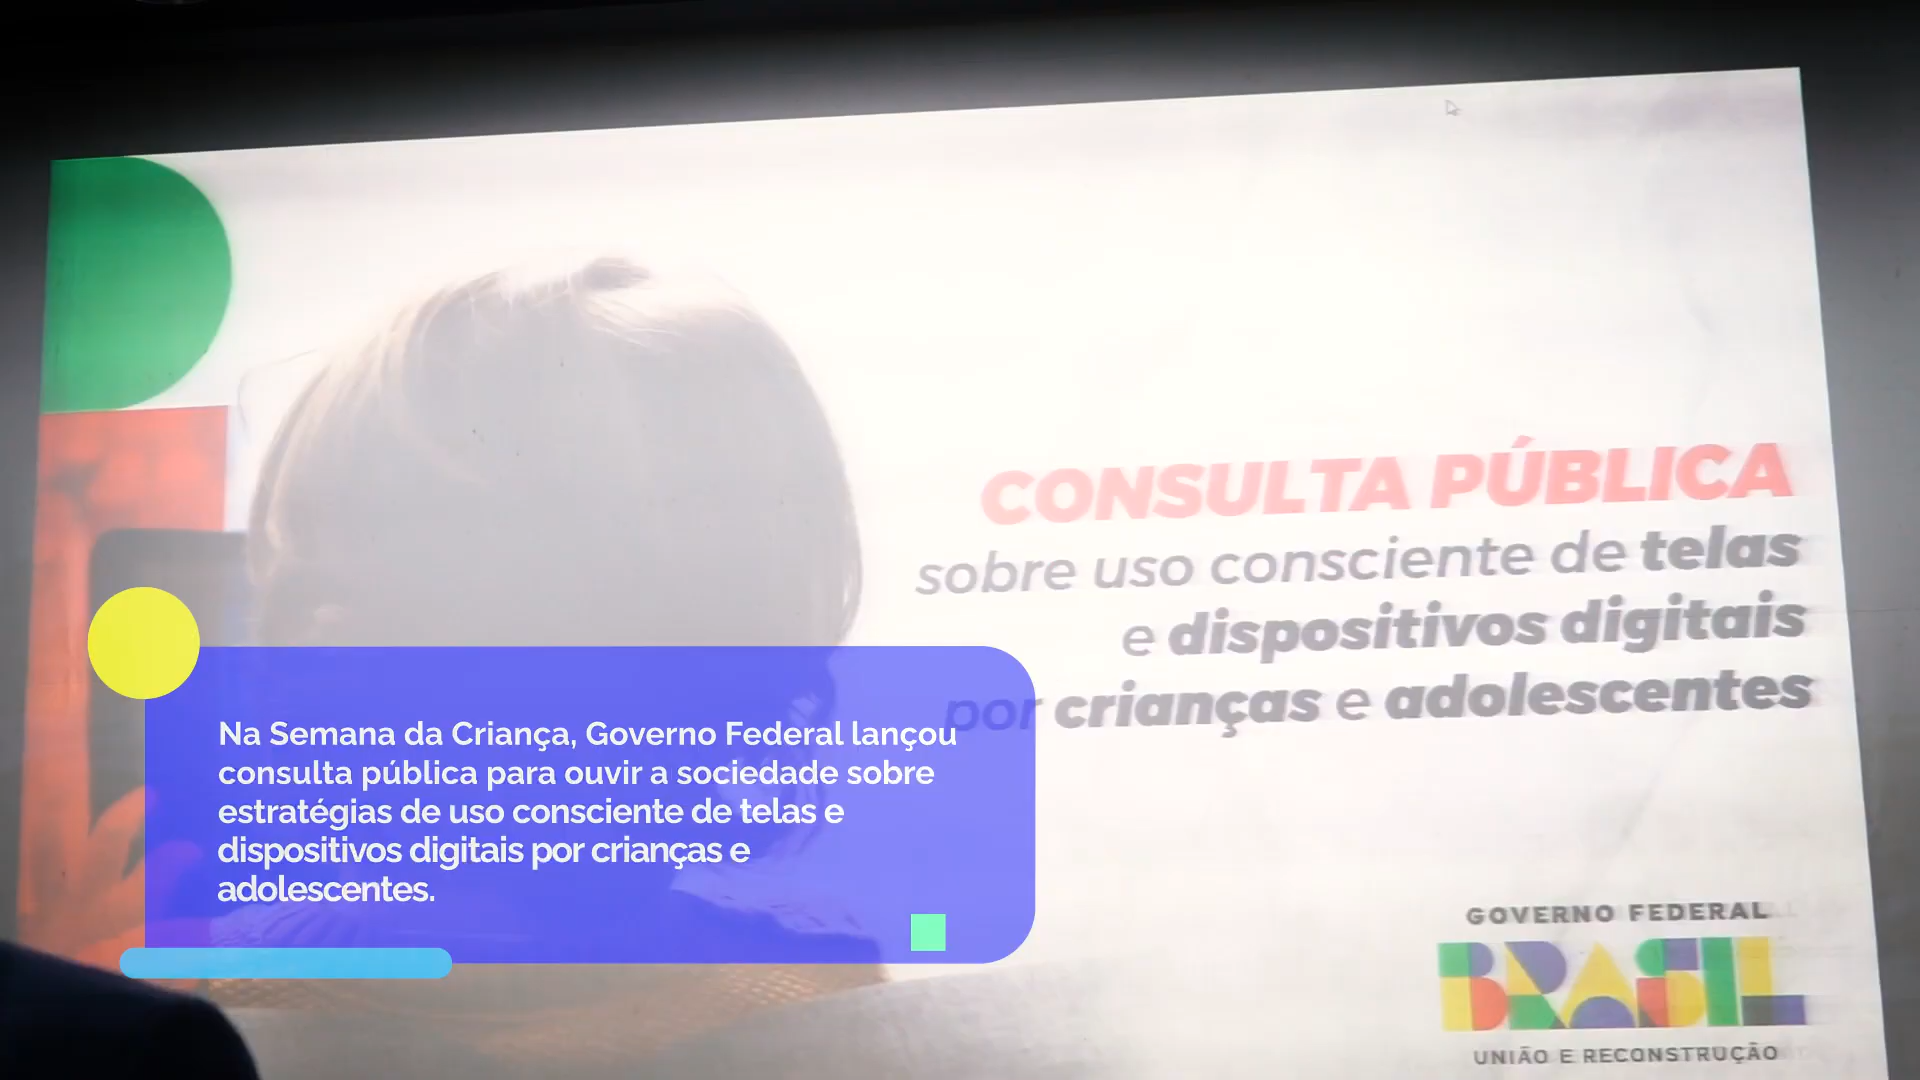 CONSULTA PÚBLICA
sobre uso consciente de telas
e dispositivos digitais
por crianças e adolescentes
Na Semana da Criança, Governo Federal lançou
consulta pública para ouvir a sociedade sobre
estratégias de uso consciente de telas e
dispositivos digitais por crianças e
adolescentes.
GOVERNO FEDERAL
BRASIL
UNIÃO E RECONSTRUÇÃO